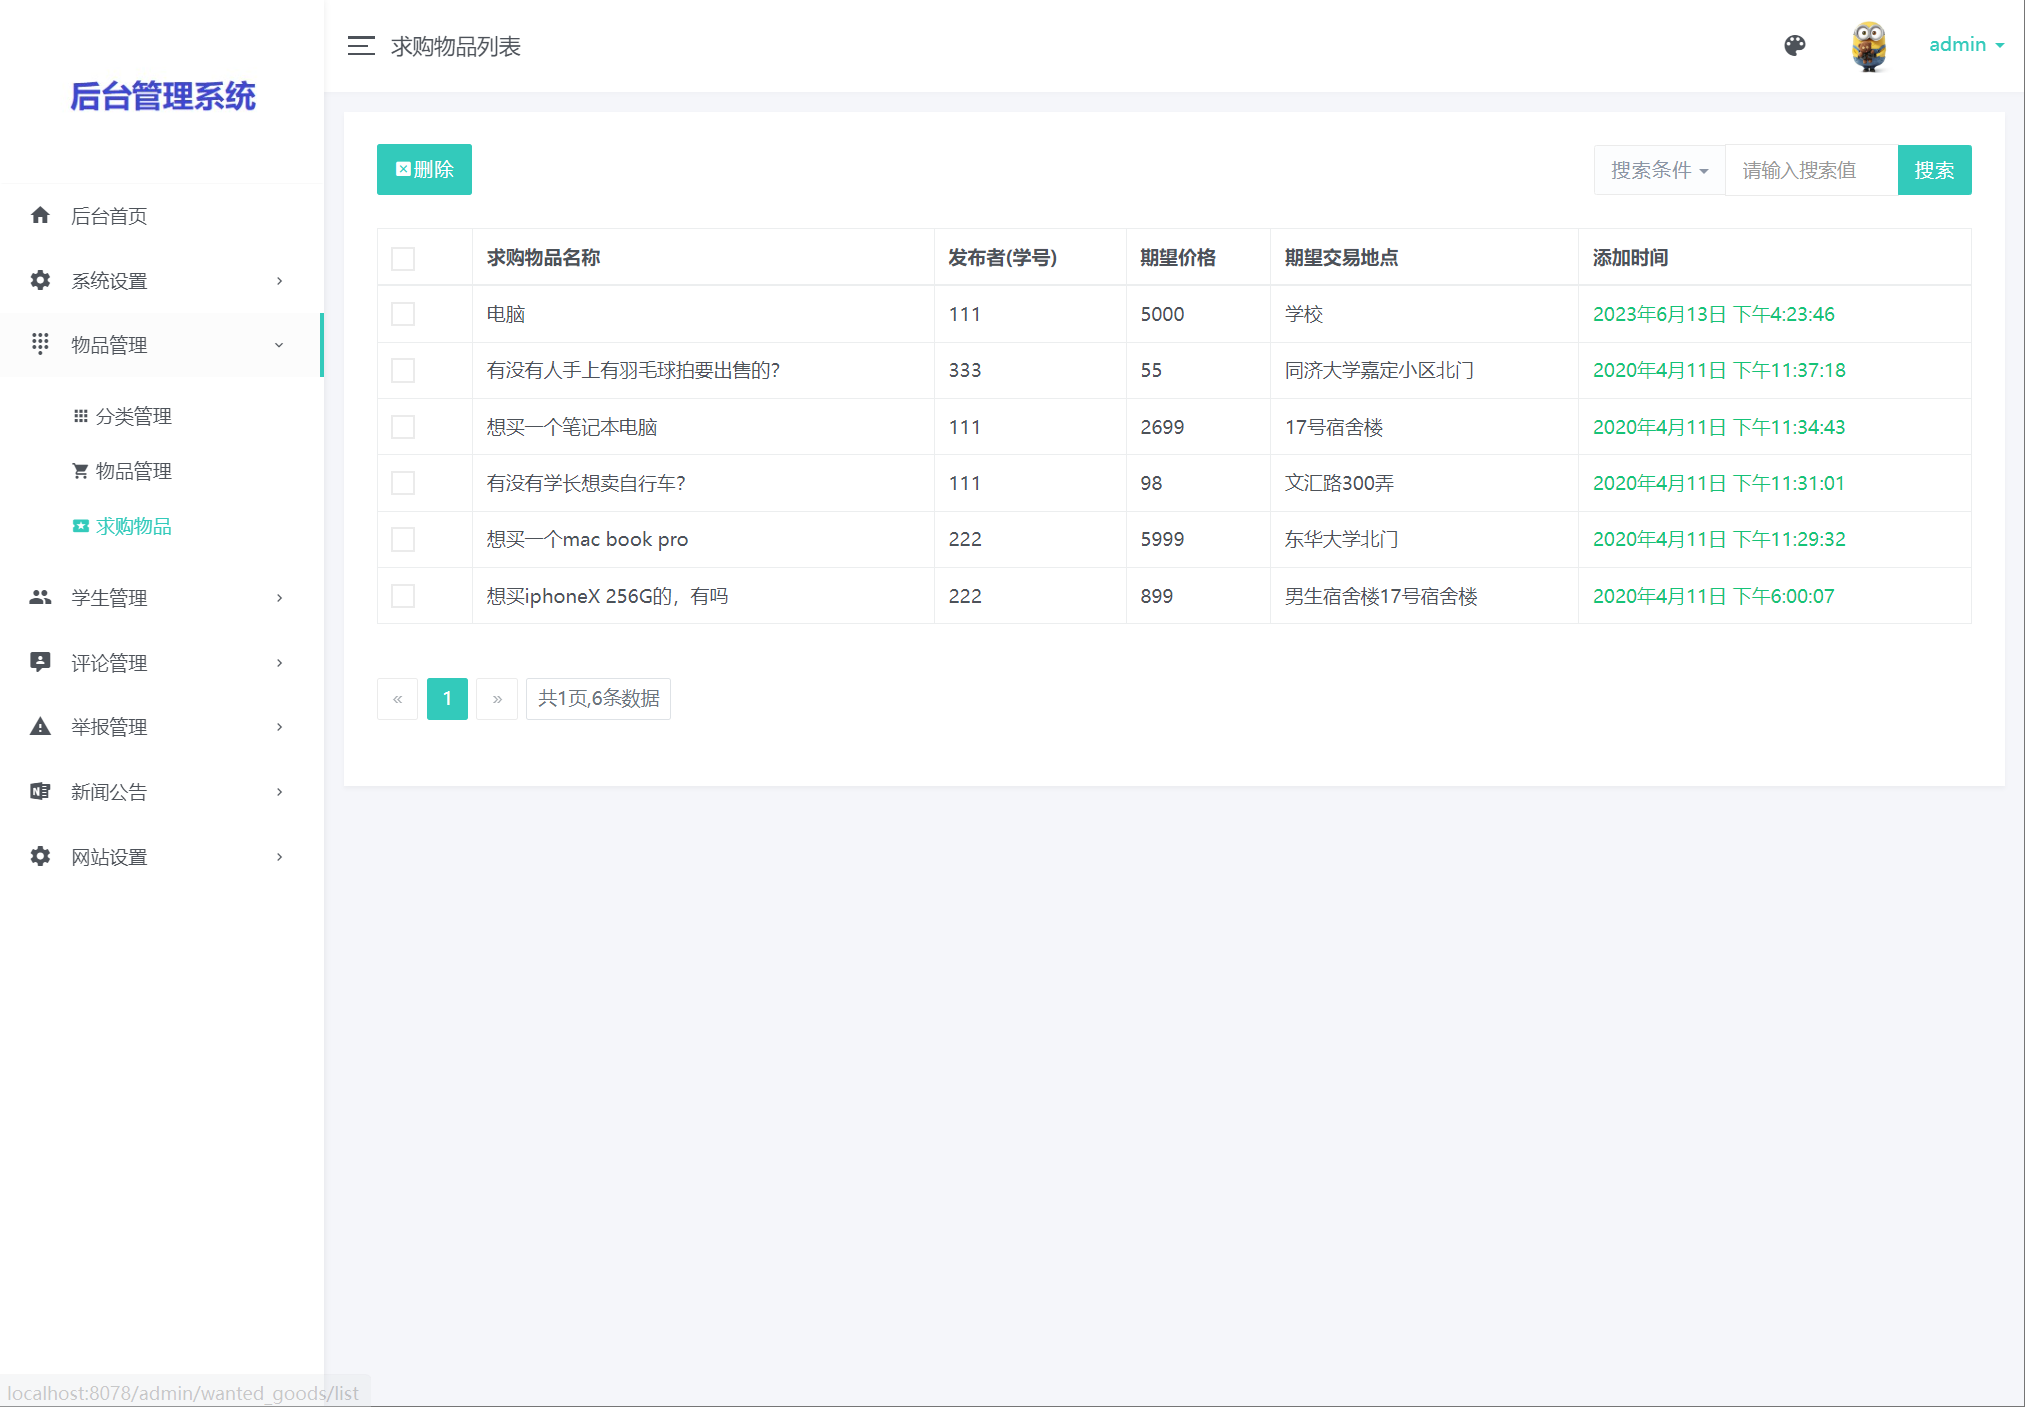 后台管理系统
后台首页
系统设置
物品管理
分类管理
物品管理
求购物品
学生管理
评论管理
举报管理
新闻公告
网站设置
求购物品列表
admin
删除
搜索条件 请输入搜索值 搜索
求购物品名称 发布者(学号) 期望价格 期望交易地点 添加时间
电脑 111 5000 学校 2023年6月13日 下午4:23:46
有没有人手上有羽毛球拍要出售的? 333 55 同济大学嘉定小区北门 2020年4月11日 下午11:37:18
想买一个笔记本电脑 111 2699 17号宿舍楼 2020年4月11日 下午11:34:43
有没有学长想卖自行车? 111 98 文汇路300弄 2020年4月11日 下午11:31:01
想买一个mac book pro 222 5999 东华大学北门 2020年4月11日 下午11:29:32
想买iphoneX 256G的，有吗 222 899 男生宿舍楼17号宿舍楼 2020年4月11日 下午6:00:07
« 1 » 共1页,6条数据
localhost:8078/admin/wanted_goods/list